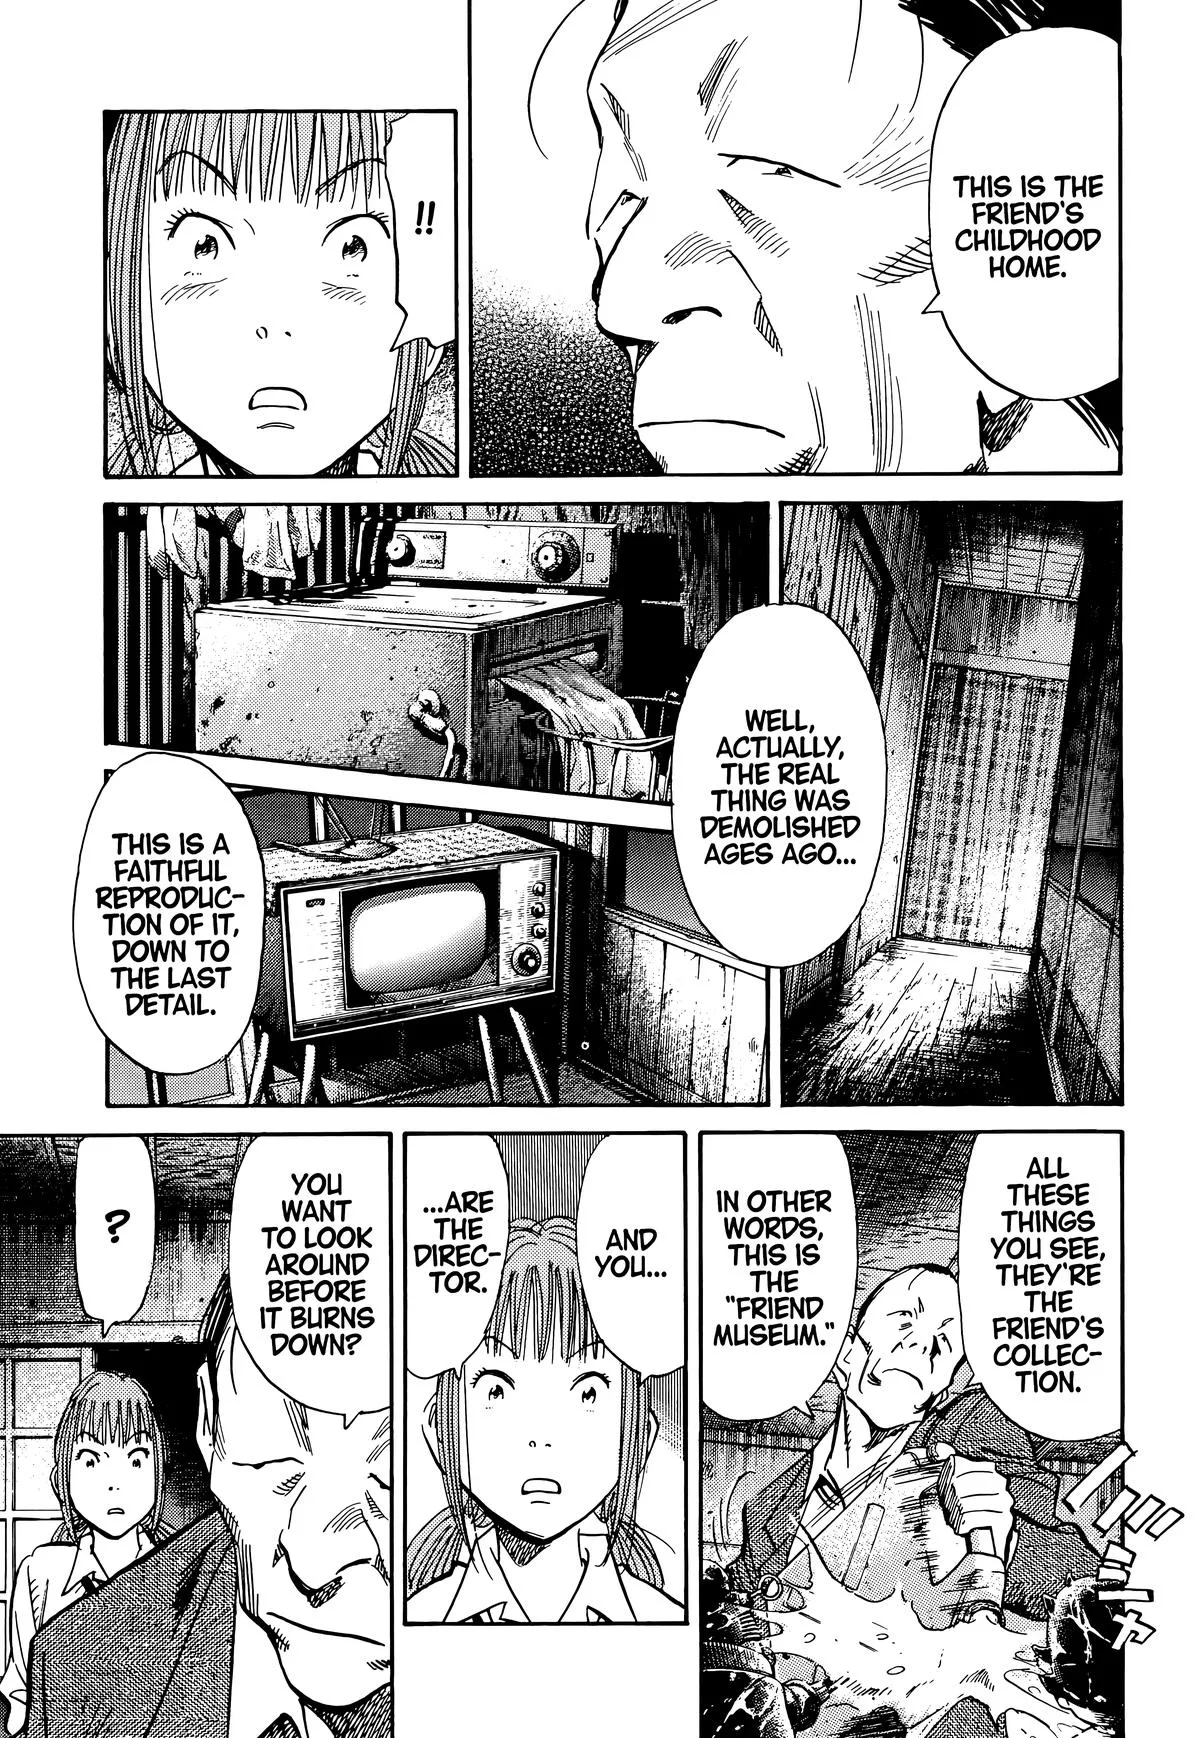 THIS IS THE
FRIEND'S
CHILDHOOD
HOME.
!!
WELL,
ACTUALLY,
THE REAL
THING WAS
DEMOLISHED
AGES AGO...
THIS IS A
FAITHFUL
REPRODUC-
TION OF IT,
DOWN TO
THE LAST
DETAIL.
ALL
THESE
THINGS
YOU SEE,
THEY'RE
THE
FRIEND'S
COLLEC-
TION.
IN OTHER
WORDS,
THIS IS
THE
"FRIEND
MUSEUM."
AND
YOU...
...ARE
THE
DIREC-
TOR.
YOU
WANT
TO LOOK
AROUND
BEFORE
IT BURNS
DOWN?
?